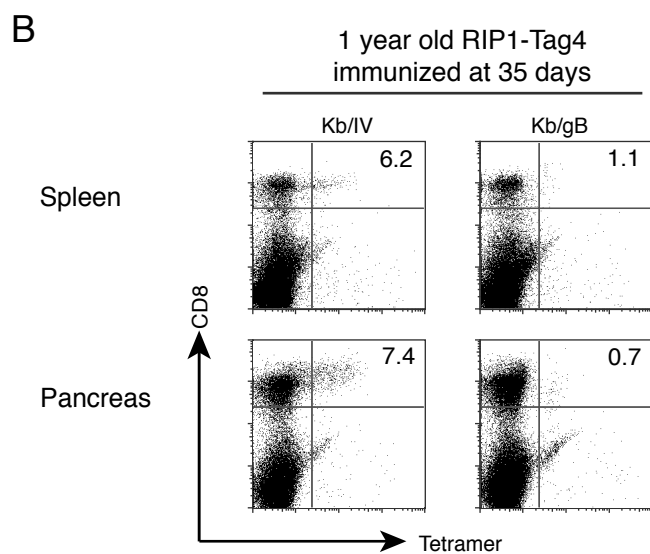 B
1 year old RIP1-Tag4
immunized at 35 days
Kb/IV
Kb/gB
Spleen
6.2
1.1
CD8
Pancreas
7.4
0.7
Tetramer